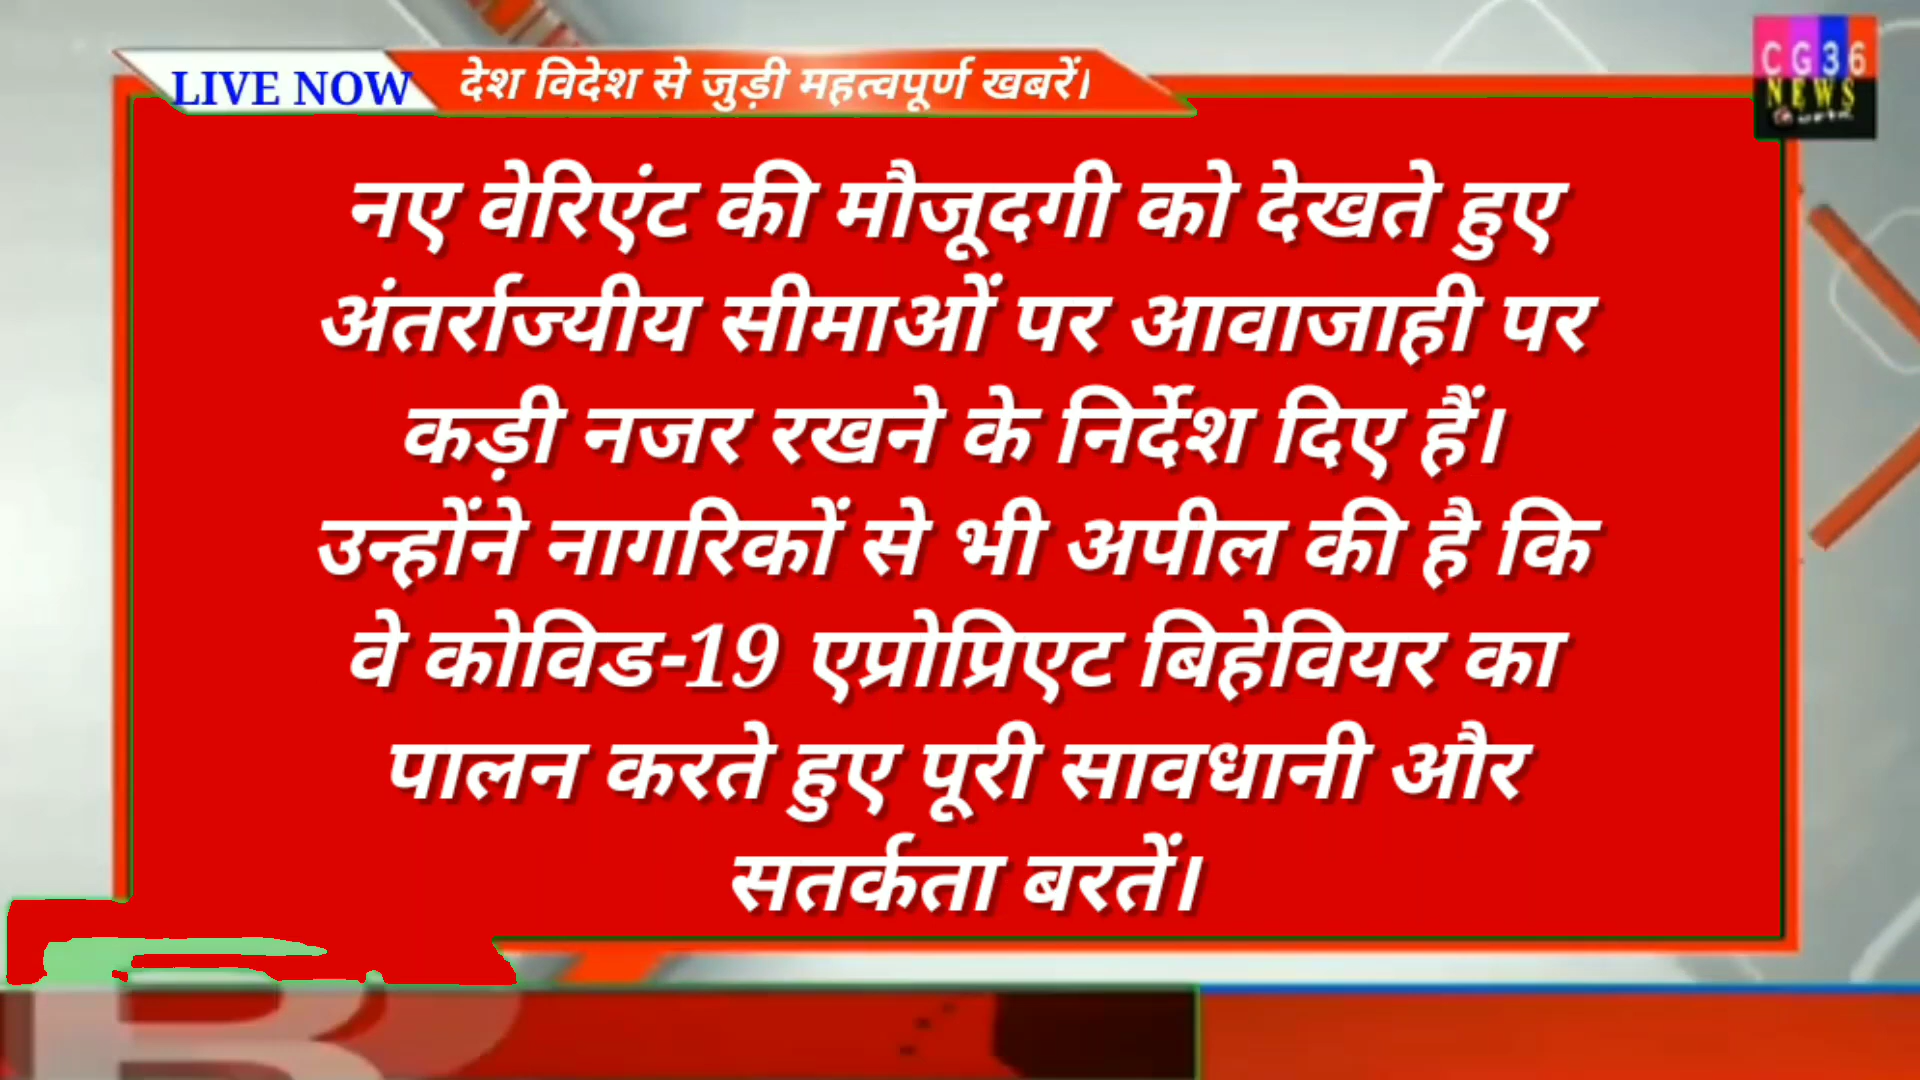 LIVE NOW देश विदेश से जुड़ी महत्वपूर्ण खबरें।
CG36
NEWS
नए वेरिएंट की मौजूदगी को देखते हुए
अंतर्राज्यीय सीमाओं पर आवाजाही पर
कड़ी नजर रखने के निर्देश दिए हैं।
उन्होंने नागरिकों से भी अपील की है कि
वे कोविड-19 एप्रोप्रिएट बिहेवियर का
पालन करते हुए पूरी सावधानी और
सतर्कता बरतें।